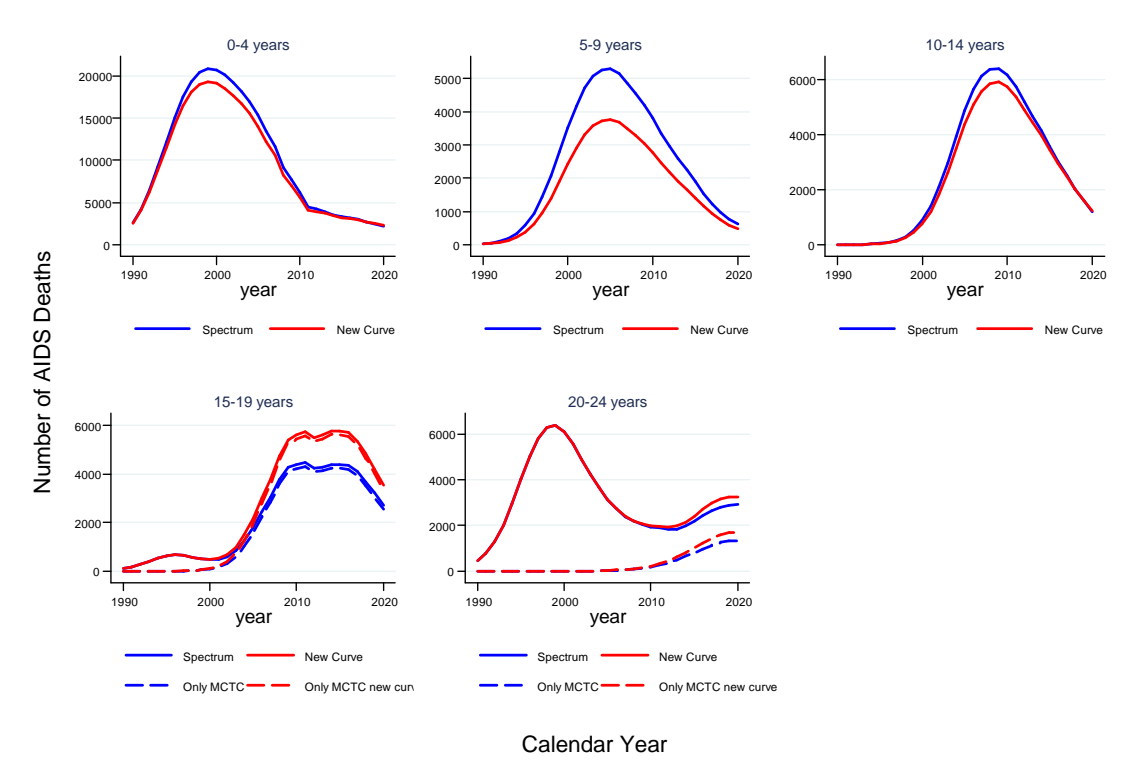 0-4 years
20000
15000
10000
5000
0
1990
2000
2010
2020
year
Spectrum
New Curve
5-9 years
5000
4000
3000
2000
1000
0
1990
2000
2010
2020
year
Spectrum
New Curve
10-14 years
6000
4000
2000
0
1990
2000
2010
2020
year
Spectrum
New Curve
Number of AIDS Deaths
15-19 years
6000
4000
2000
0
1990
2000
2010
2020
year
Spectrum
New Curve
Only MCTC
Only MCTC new curv
20-24 years
6000
4000
2000
0
1990
2000
2010
2020
year
Spectrum
New Curve
Only MCTC
Only MCTC new curve
Calendar Year